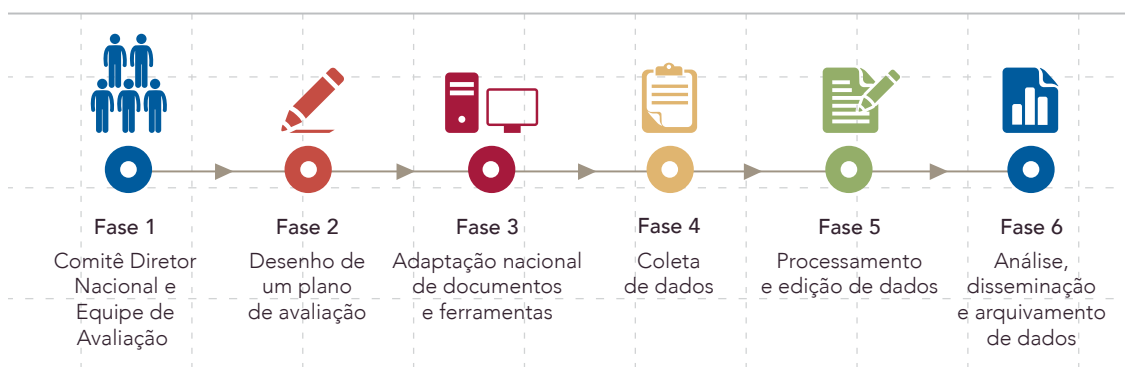 Fase 1
Comitê Diretor
Nacional e
Equipe de
Avaliação
Fase 2
Desenho de
um plano
de avaliação
Fase 3
Adaptação nacional
de documentos
e ferramentas
Fase 4
Coleta
de dados
Fase 5
Processamento
e edição de dados
Fase 6
Análise,
disseminação
e arquivamento
de dados